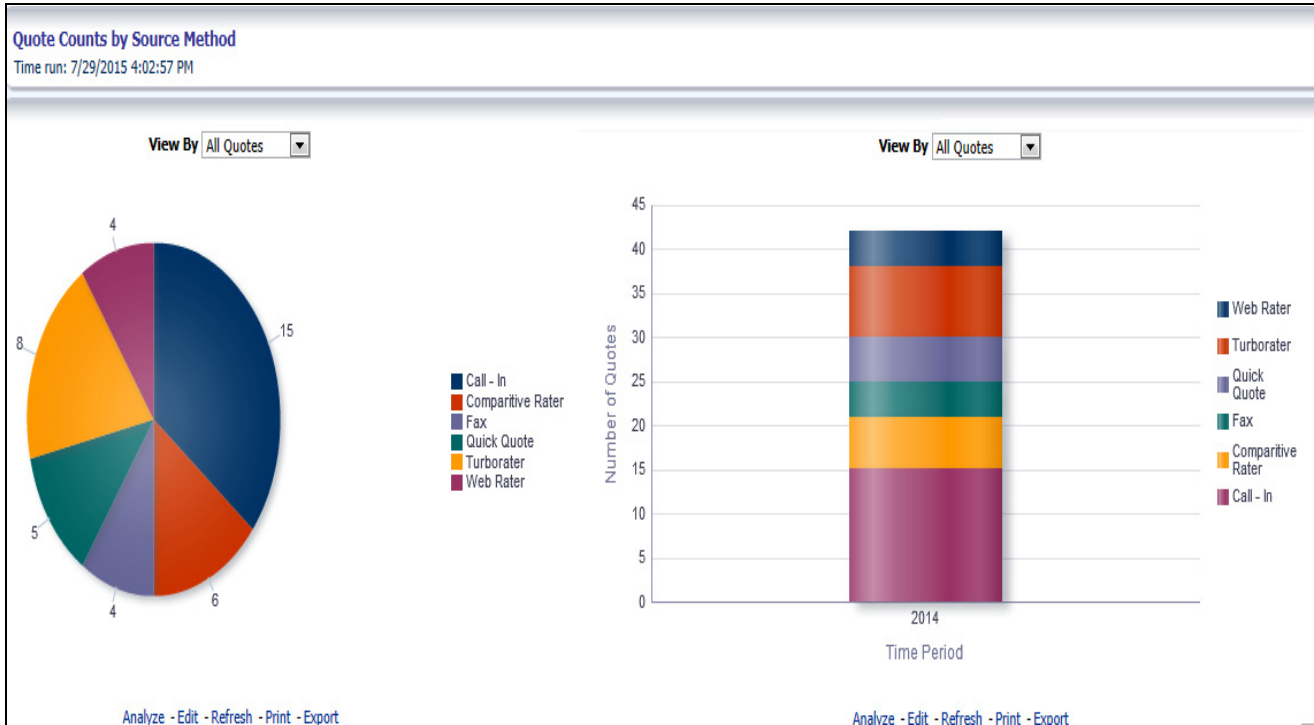 Quote Counts by Source Method
Time run: 7/29/2015 4:02:57 PM
View By All Quotes
4
15
8
5
4
6
Call - In
Comparitive Rater
Fax
Quick Quote
Turborater
Web Rater
Analyze - Edit - Refresh - Print - Export
View By All Quotes
45
40
35
30
25
20
15
10
5
0
Number of Quotes
2014
Time Period
Web Rater
Turborater
Quick
Quote
Fax
Comparitive
Rater
Call - In
Analyze - Edit - Refresh - Print - Export